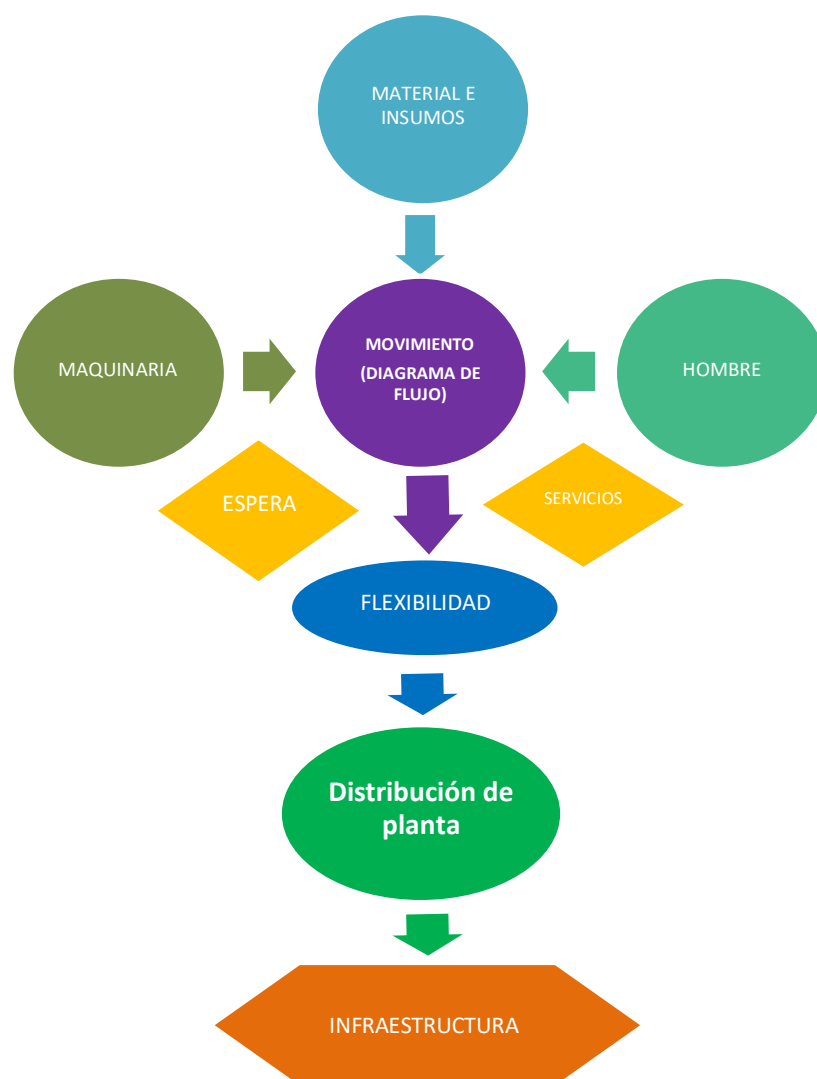 MATERIAL E
INSUMOS
MAQUINARIA
MOVIMIENTO
(DIAGRAMA DE
FLUJO)
HOMBRE
ESPERA
SERVICIOS
FLEXIBILIDAD
Distribución de
planta
INFRAESTRUCTURA